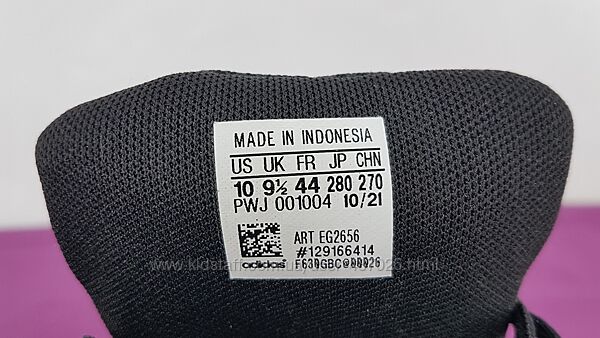 MADE IN INDONESIA
US UK FR JP CHN
10 9½ 44 280 270
PWJ 001004 10/21
ART EG2656
#129166414
adidas